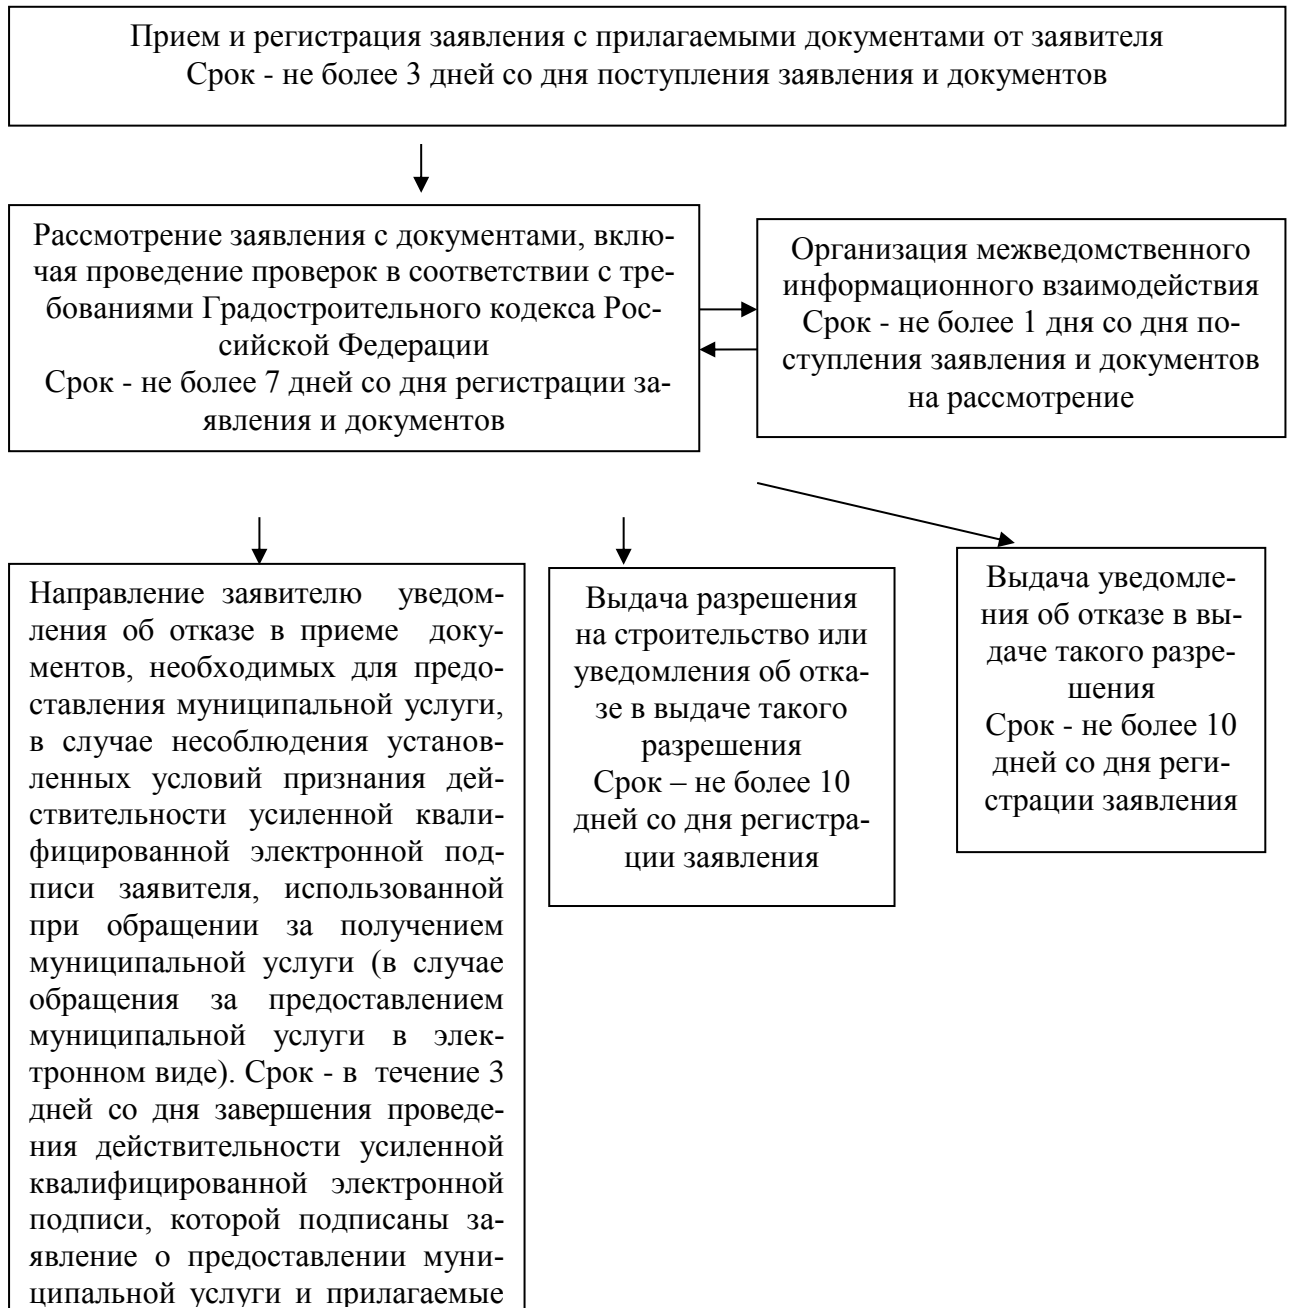 Прием и регистрация заявления с прилагаемыми документами от заявителя
Срок - не более 3 дней со дня поступления заявления и документов
Рассмотрение заявления с документами, вклю-
чая проведение проверок в соответствии с тре-
бованиями Градостроительного кодекса Рос-
сийской Федерации
Срок - не более 7 дней со дня регистрации за-
явления и документов
Организация межведомственного
информационного взаимодействия
Срок - не более 1 дня со дня по-
ступления заявления и документов
на рассмотрение
Направление заявителю уведом-
ления об отказе в приеме доку-
ментов, необходимых для предо-
ставления муниципальной услуги,
в случае несоблюдения установ-
ленных условий признания дей-
ствительности усиленной квали-
фицированной электронной под-
писи заявителя, использованной
при обращении за получением
муниципальной услуги (в случае
обращения за предоставлением
муниципальной услуги в элек-
тронном виде). Срок - в течение 3
дней со дня завершения проведе-
ния действительности усиленной
квалифицированной электронной
подписи, которой подписаны за-
явление о предоставлении муни-
ципальной услуги и прилагаемые
Выдача разрешения
на строительство или
уведомления об отка-
зе в выдаче такого
разрешения
Срок – не более 10
дней со дня регистра-
ции заявления
Выдача уведомле-
ния об отказе в вы-
даче такого разре-
шения
Срок - не более 10
дней со дня реги-
страции заявления